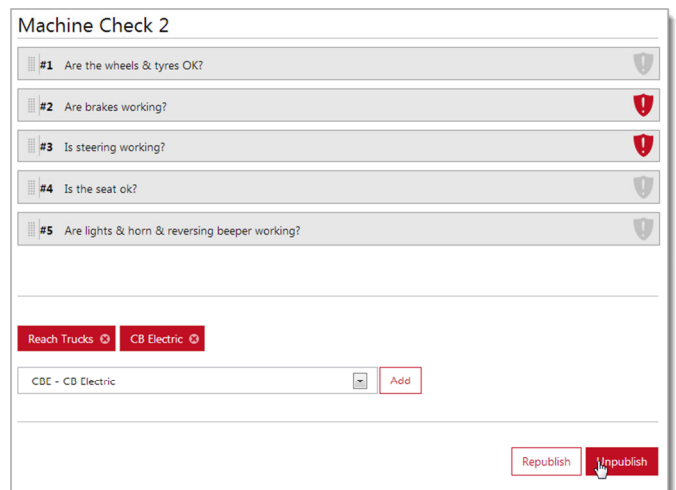 Machine Check 2
#1 Are the wheels & tyres OK?
#2 Are brakes working?
#3 Is steering working?
#4 Is the seat ok?
#5 Are lights & horn & reversing beeper working?
Reach Trucks CB Electric
CBE - CB Electric Add
Republish Unpublish